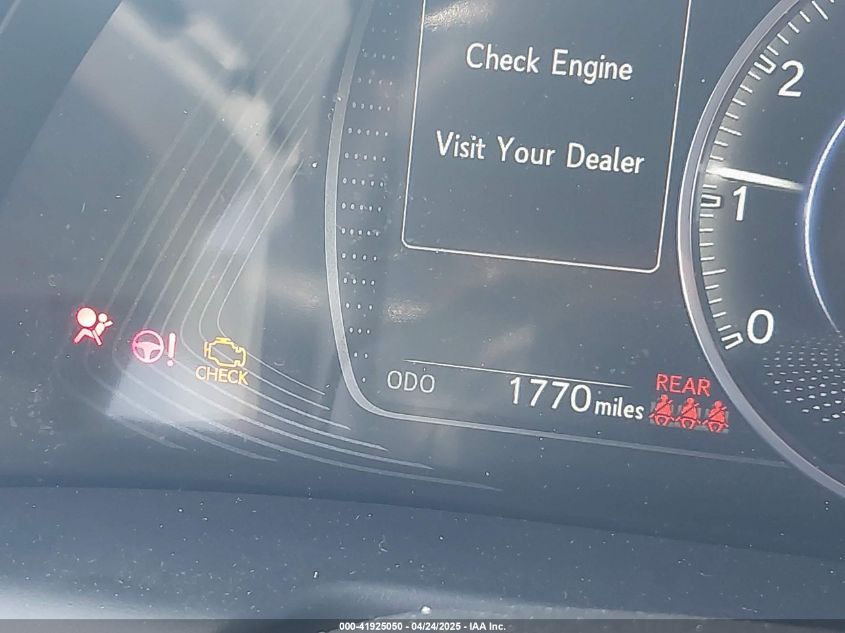 Check Engine
Visit Your Dealer
2
1
0
CHECK
ODO 1770 miles
REAR
000-41925050 - 04/24/2025 - IAA Inc.